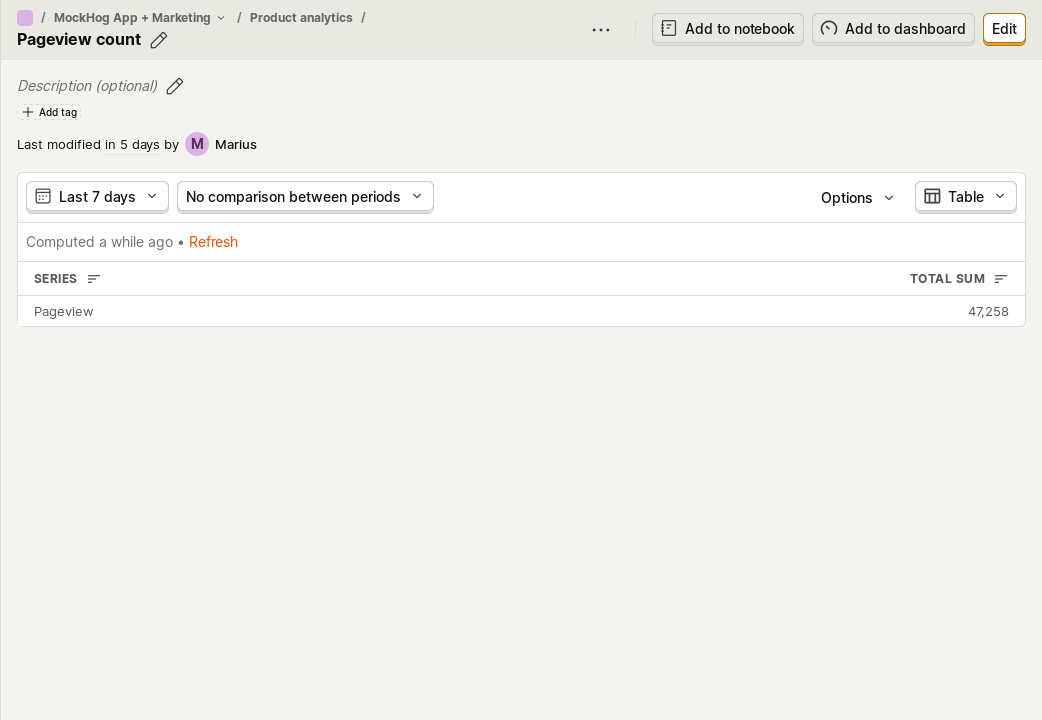 / MockHog App + Marketing / Product analytics /
Pageview count
Add to notebook
Add to dashboard
Edit
Description (optional)
Add tag
Last modified in 5 days by M Marius
Last 7 days
No comparison between periods
Options
Table
Computed a while ago • Refresh
SERIES
TOTAL SUM
Pageview
47,258